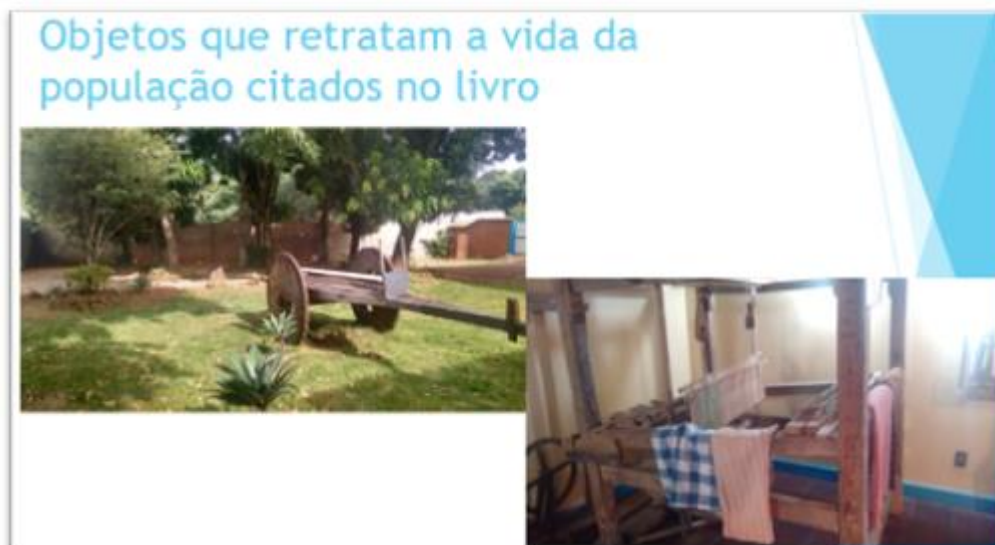 Objetos que retratam a vida da
população citados no livro